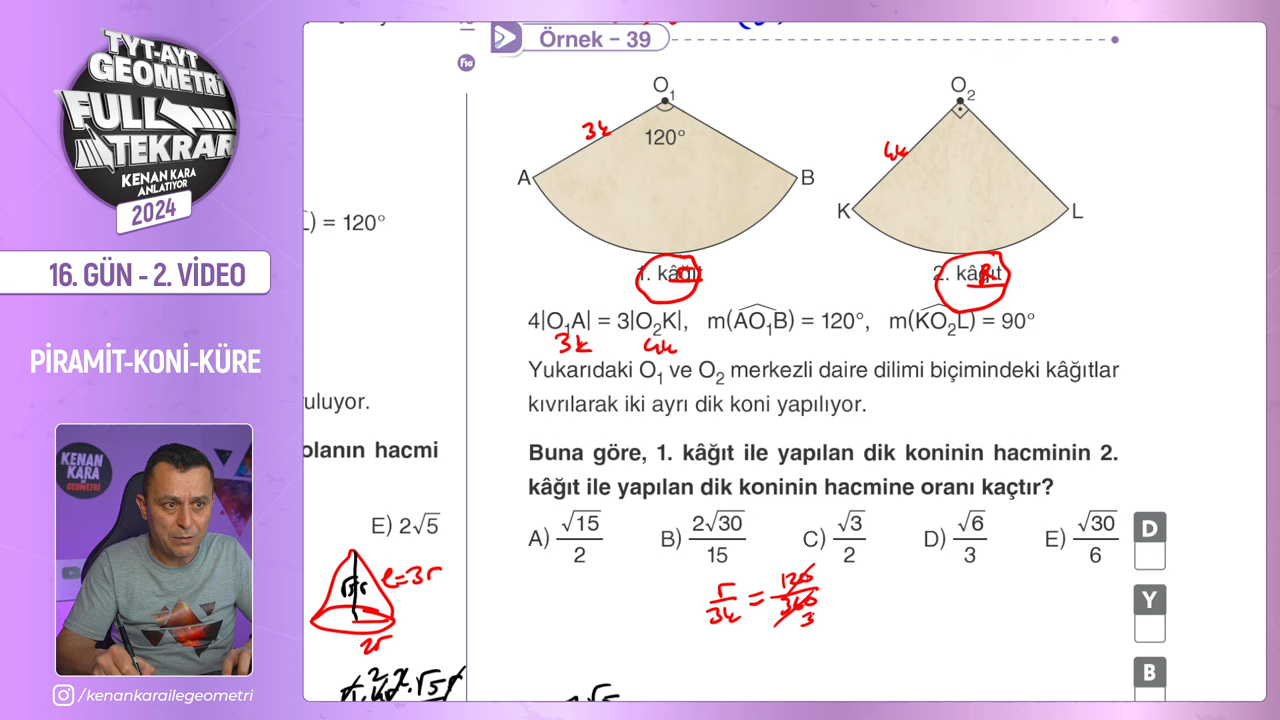 TYT-AYT
GEOMETRİ
FULL
TEKRAR
KENAN KARA
ANLATIYOR
2024
16. GÜN - 2. VİDEO
PİRAMİT-KONİ-KÜRE
KENAN
KARA
GEOMETRİ
/kenankarailegeometri
) = 120°
uluyor.
olanın hacmi
E) 2√5
l=3r
2r
Örnek – 39
O₁
120°
3k
A
B
1. kâğıt
r
O₂
4k
K
L
2. kâğıt
R
4|O₁A| = 3|O₂K|, m(AO₁B) = 120°, m(KO₂L) = 90°
3k 4k
Yukarıdaki O₁ ve O₂ merkezli daire dilimi biçimindeki kâğıtlar
kıvrılarak iki ayrı dik koni yapılıyor.
Buna göre, 1. kâğıt ile yapılan dik koninin hacminin 2.
kâğıt ile yapılan dik koninin hacmine oranı kaçtır?
A) √15/2 B) 2√30/15 C) √3/2 D) √6/3 E) √30/6
r/3k = 120/360
3
D
Y
B